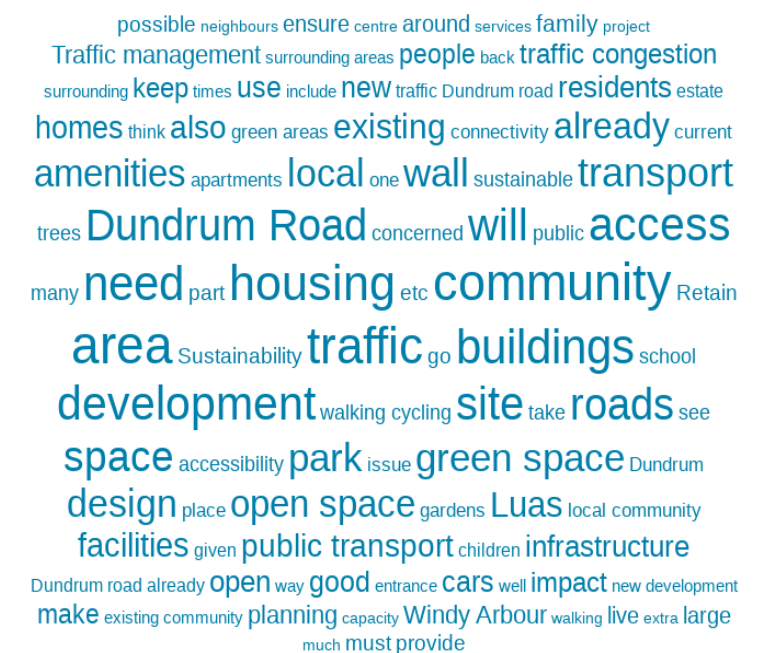 possible neighbours ensure centre around services family project
Traffic management surrounding areas people back traffic congestion
surrounding keep times use include new traffic Dundrum road residents estate
homes think also green areas existing connectivity already current
amenities apartments local one wall sustainable transport
trees Dundrum Road concerned will public access
many need part housing etc community Retain
area Sustainability traffic go buildings school
development walking cycling site take roads see
space accessibility park issue green space Dundrum
design place open space gardens Luas local community
facilities given public transport children infrastructure
Dundrum road already open way good entrance cars well impact new development
make existing community planning capacity Windy Arbour walking live extra large
much must provide